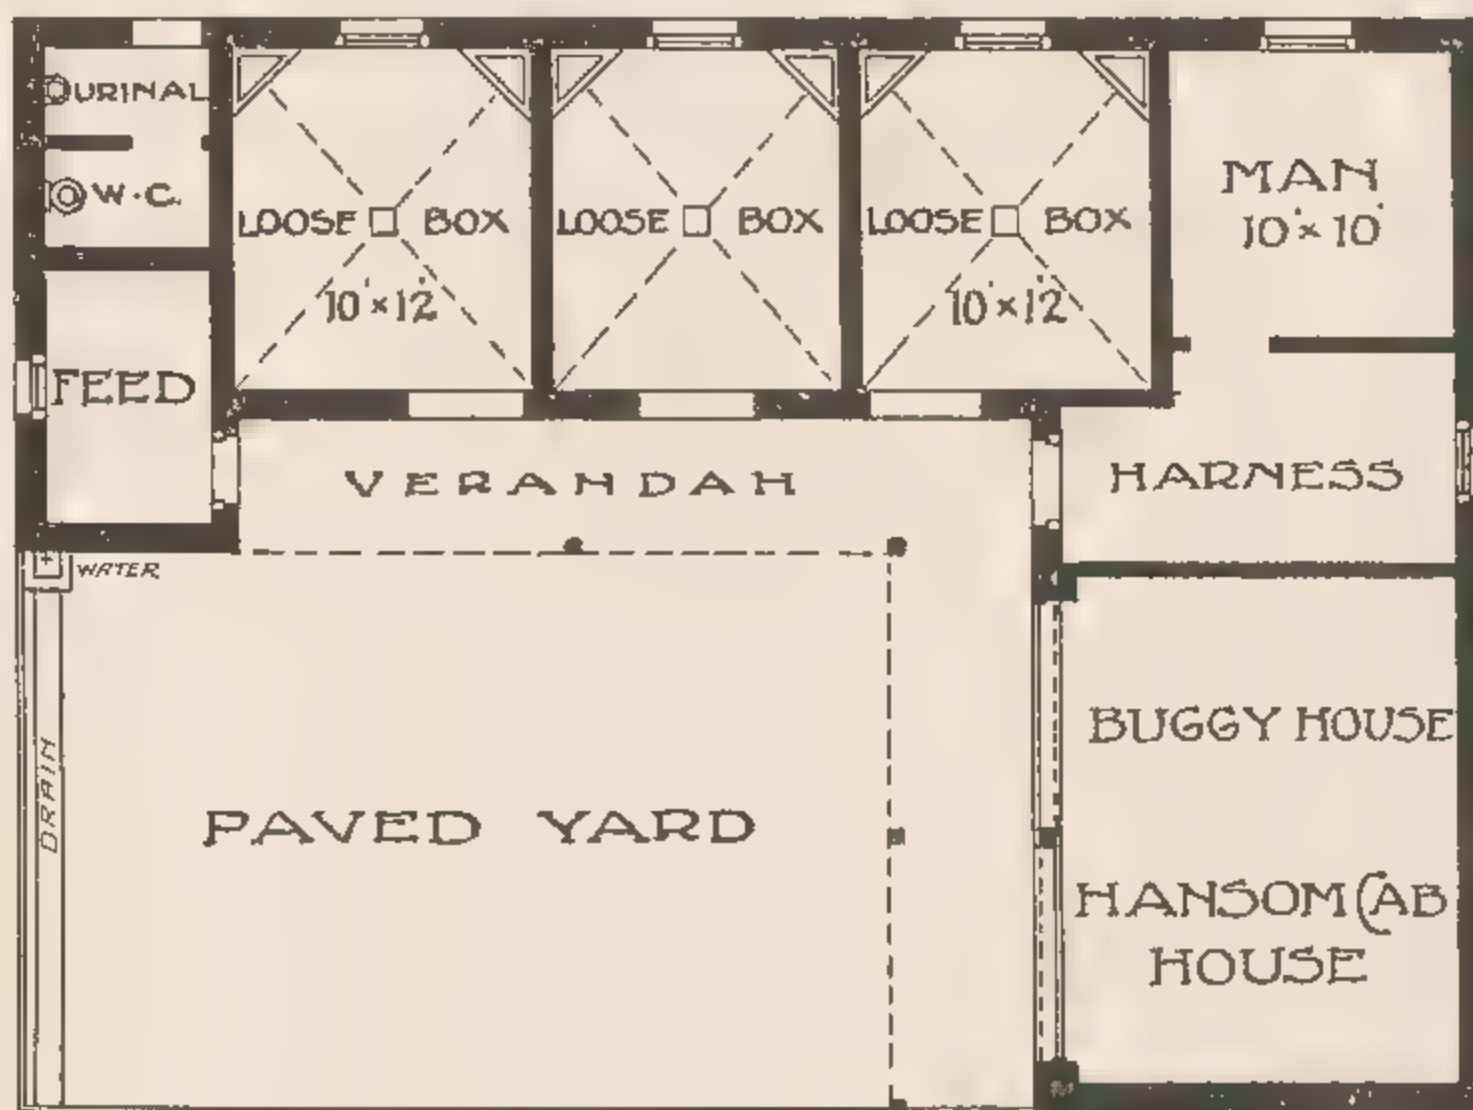 URINAL
W.C.
LOOSE BOX
10' x 12'
LOOSE BOX
LOOSE BOX
10' x 12'
MAN
10' x 10'
FEED
VERANDAH
HARNESS
WATER
DRAIN
PAVED YARD
BUGGY HOUSE
HANSOM CAB
HOUSE